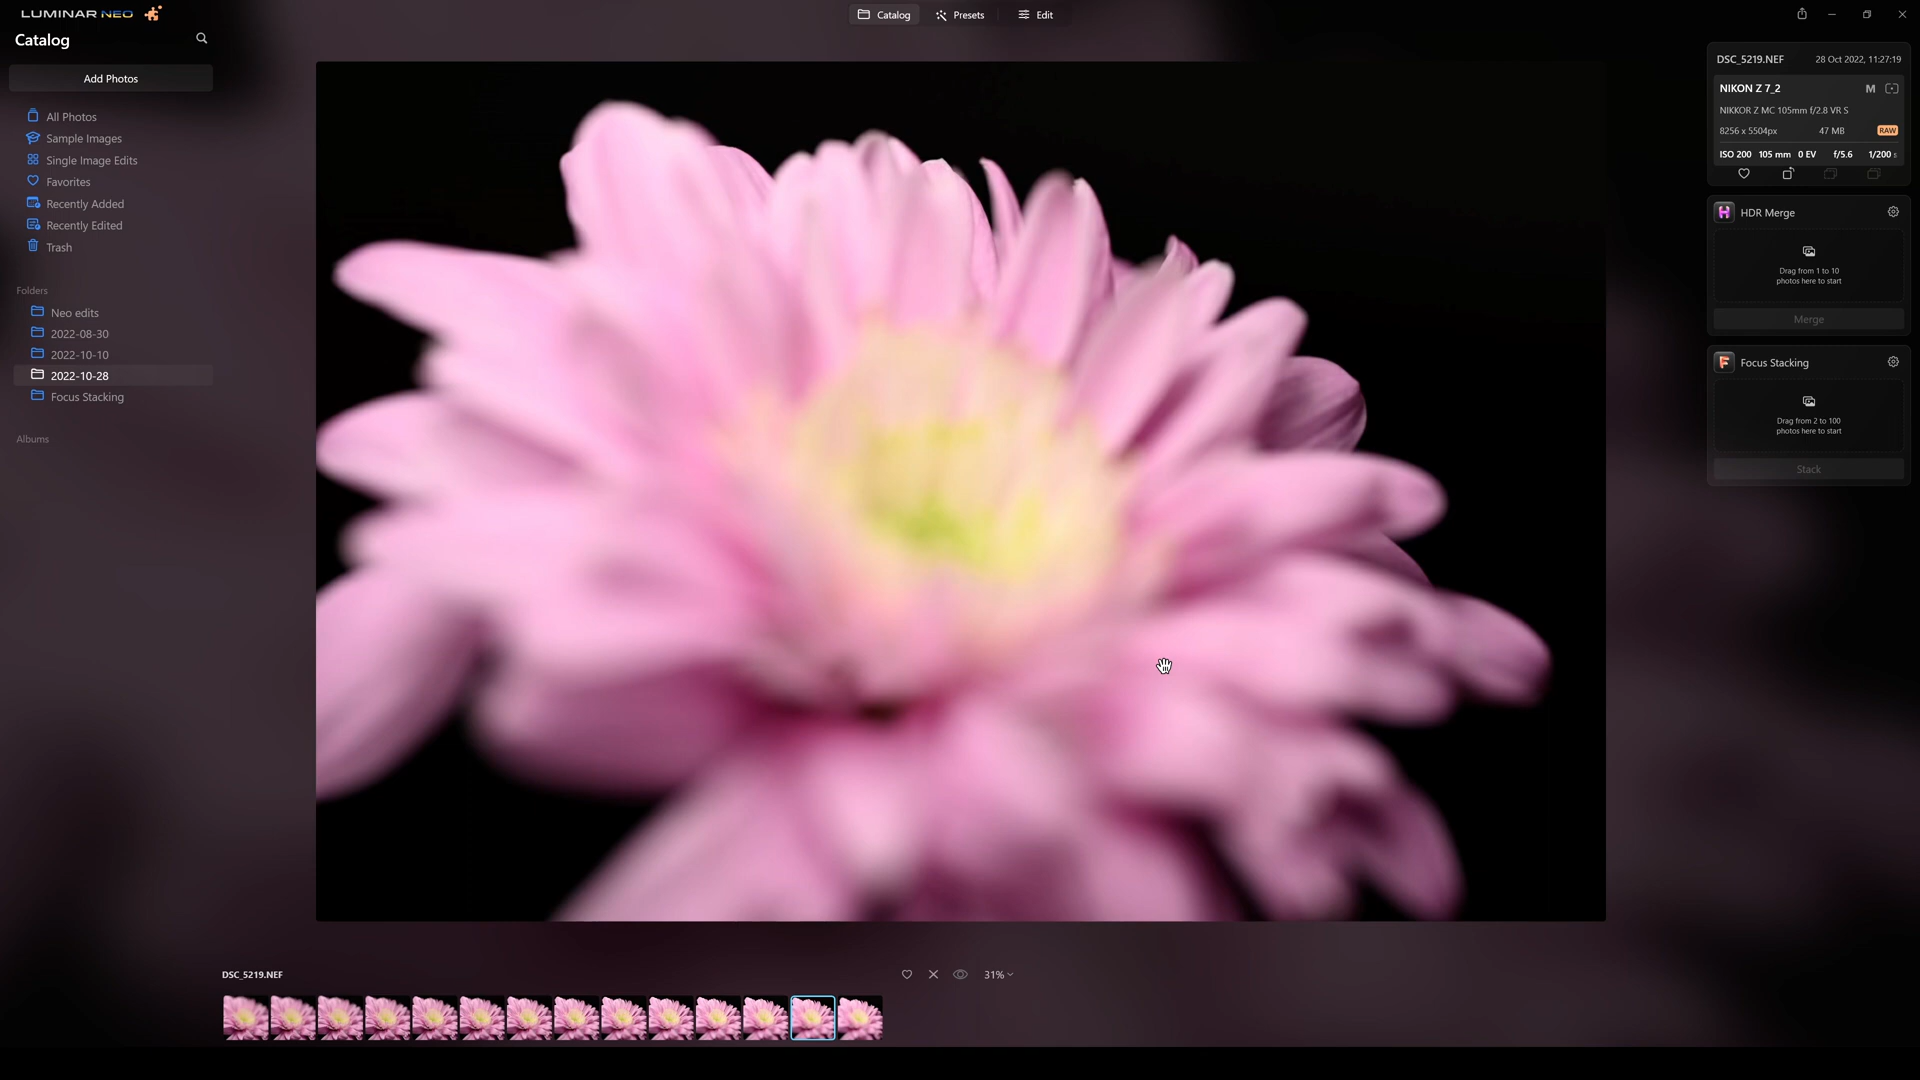 LUMINAR NEO
Catalog
Presets
Edit
Catalog
Add Photos
All Photos
Sample Images
Single Image Edits
Favorites
Recently Added
Recently Edited
Trash
Folders
Neo edits
2022-08-30
2022-10-10
2022-10-28
Focus Stacking
Albums
DSC_5219.NEF 28 Oct 2022, 11:27:19
NIKON Z 7_2 M
NIKKOR Z MC 105mm f/2.8 VR S
8256 x 5504px 47 MB RAW
ISO 200 105 mm 0 EV f/5.6 1/200 s
HDR Merge
Drag from 1 to 10
photos here to start
Merge
Focus Stacking
Drag from 2 to 100
photos here to start
Stack
DSC_5219.NEF
31%